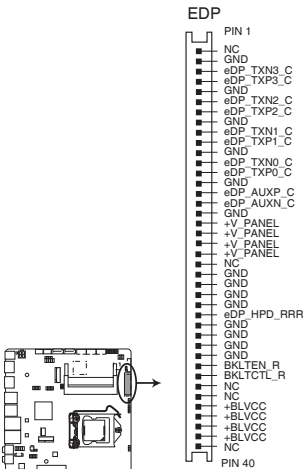 EDP
PIN 1
NC
GND
eDP_TXN3_C
eDP_TXP3_C
GND
eDP_TXN2_C
eDP_TXP2_C
GND
eDP_TXN1_C
eDP_TXP1_C
GND
eDP_TXN0_C
eDP_TXP0_C
GND
eDP_AUXP_C
eDP_AUXN_C
GND
+V_PANEL
+V_PANEL
+V_PANEL
+V_PANEL
NC
GND
GND
GND
GND
eDP_HPD_RRR
GND
GND
GND
GND
BKLTEN_R
BKLTCTL_R
NC
NC
+BLVCC
+BLVCC
+BLVCC
+BLVCC
NC
PIN 40